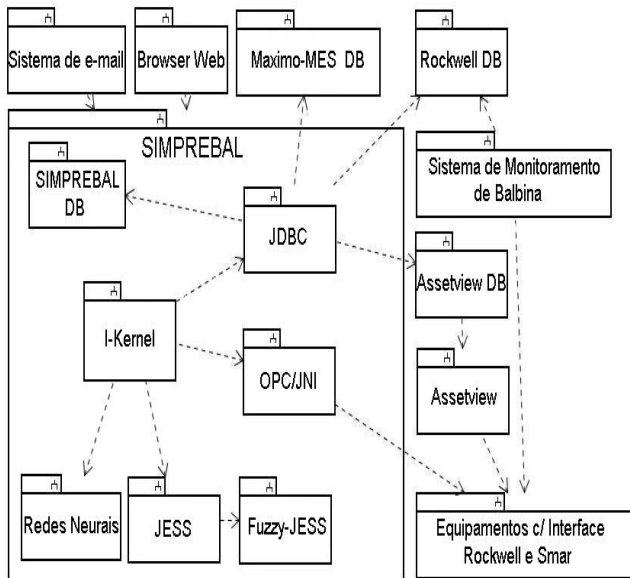 Sistema de e-mail
Browser Web
Maximo-MES DB
Rockwell DB
SIMPREBAL
SIMPREBAL
DB
JDBC
Sistema de Monitoramento
de Balbina
Assetview DB
I-Kernel
OPC/JNI
Assetview
Redes Neurais
JESS
Fuzzy-JESS
Equipamentos c/ Interface
Rockwell e Smar